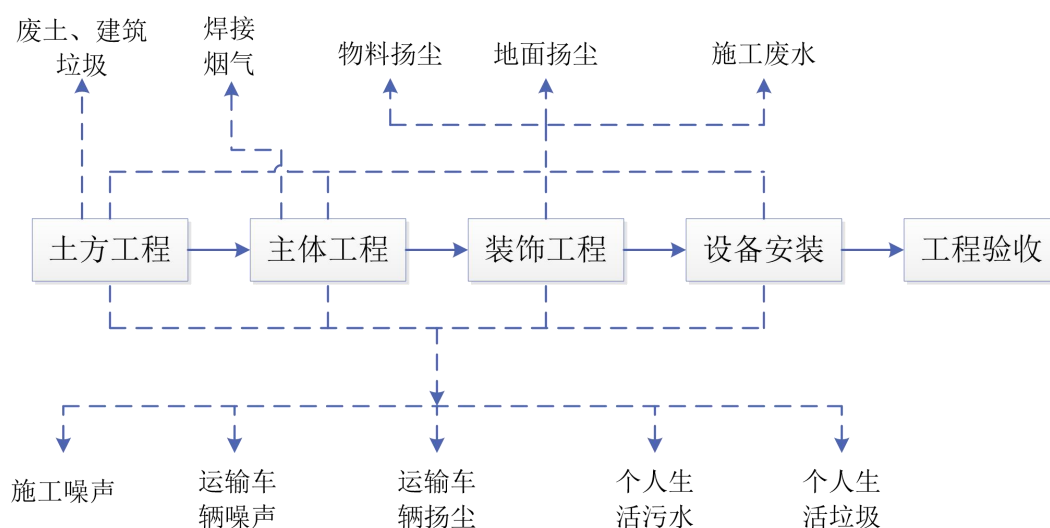 废土、建筑
垃圾
焊接
烟气
物料扬尘
地面扬尘
施工废水
土方工程
主体工程
装饰工程
设备安装
工程验收
施工噪声
运输车
辆噪声
运输车
辆扬尘
个人生
活污水
个人生
活垃圾